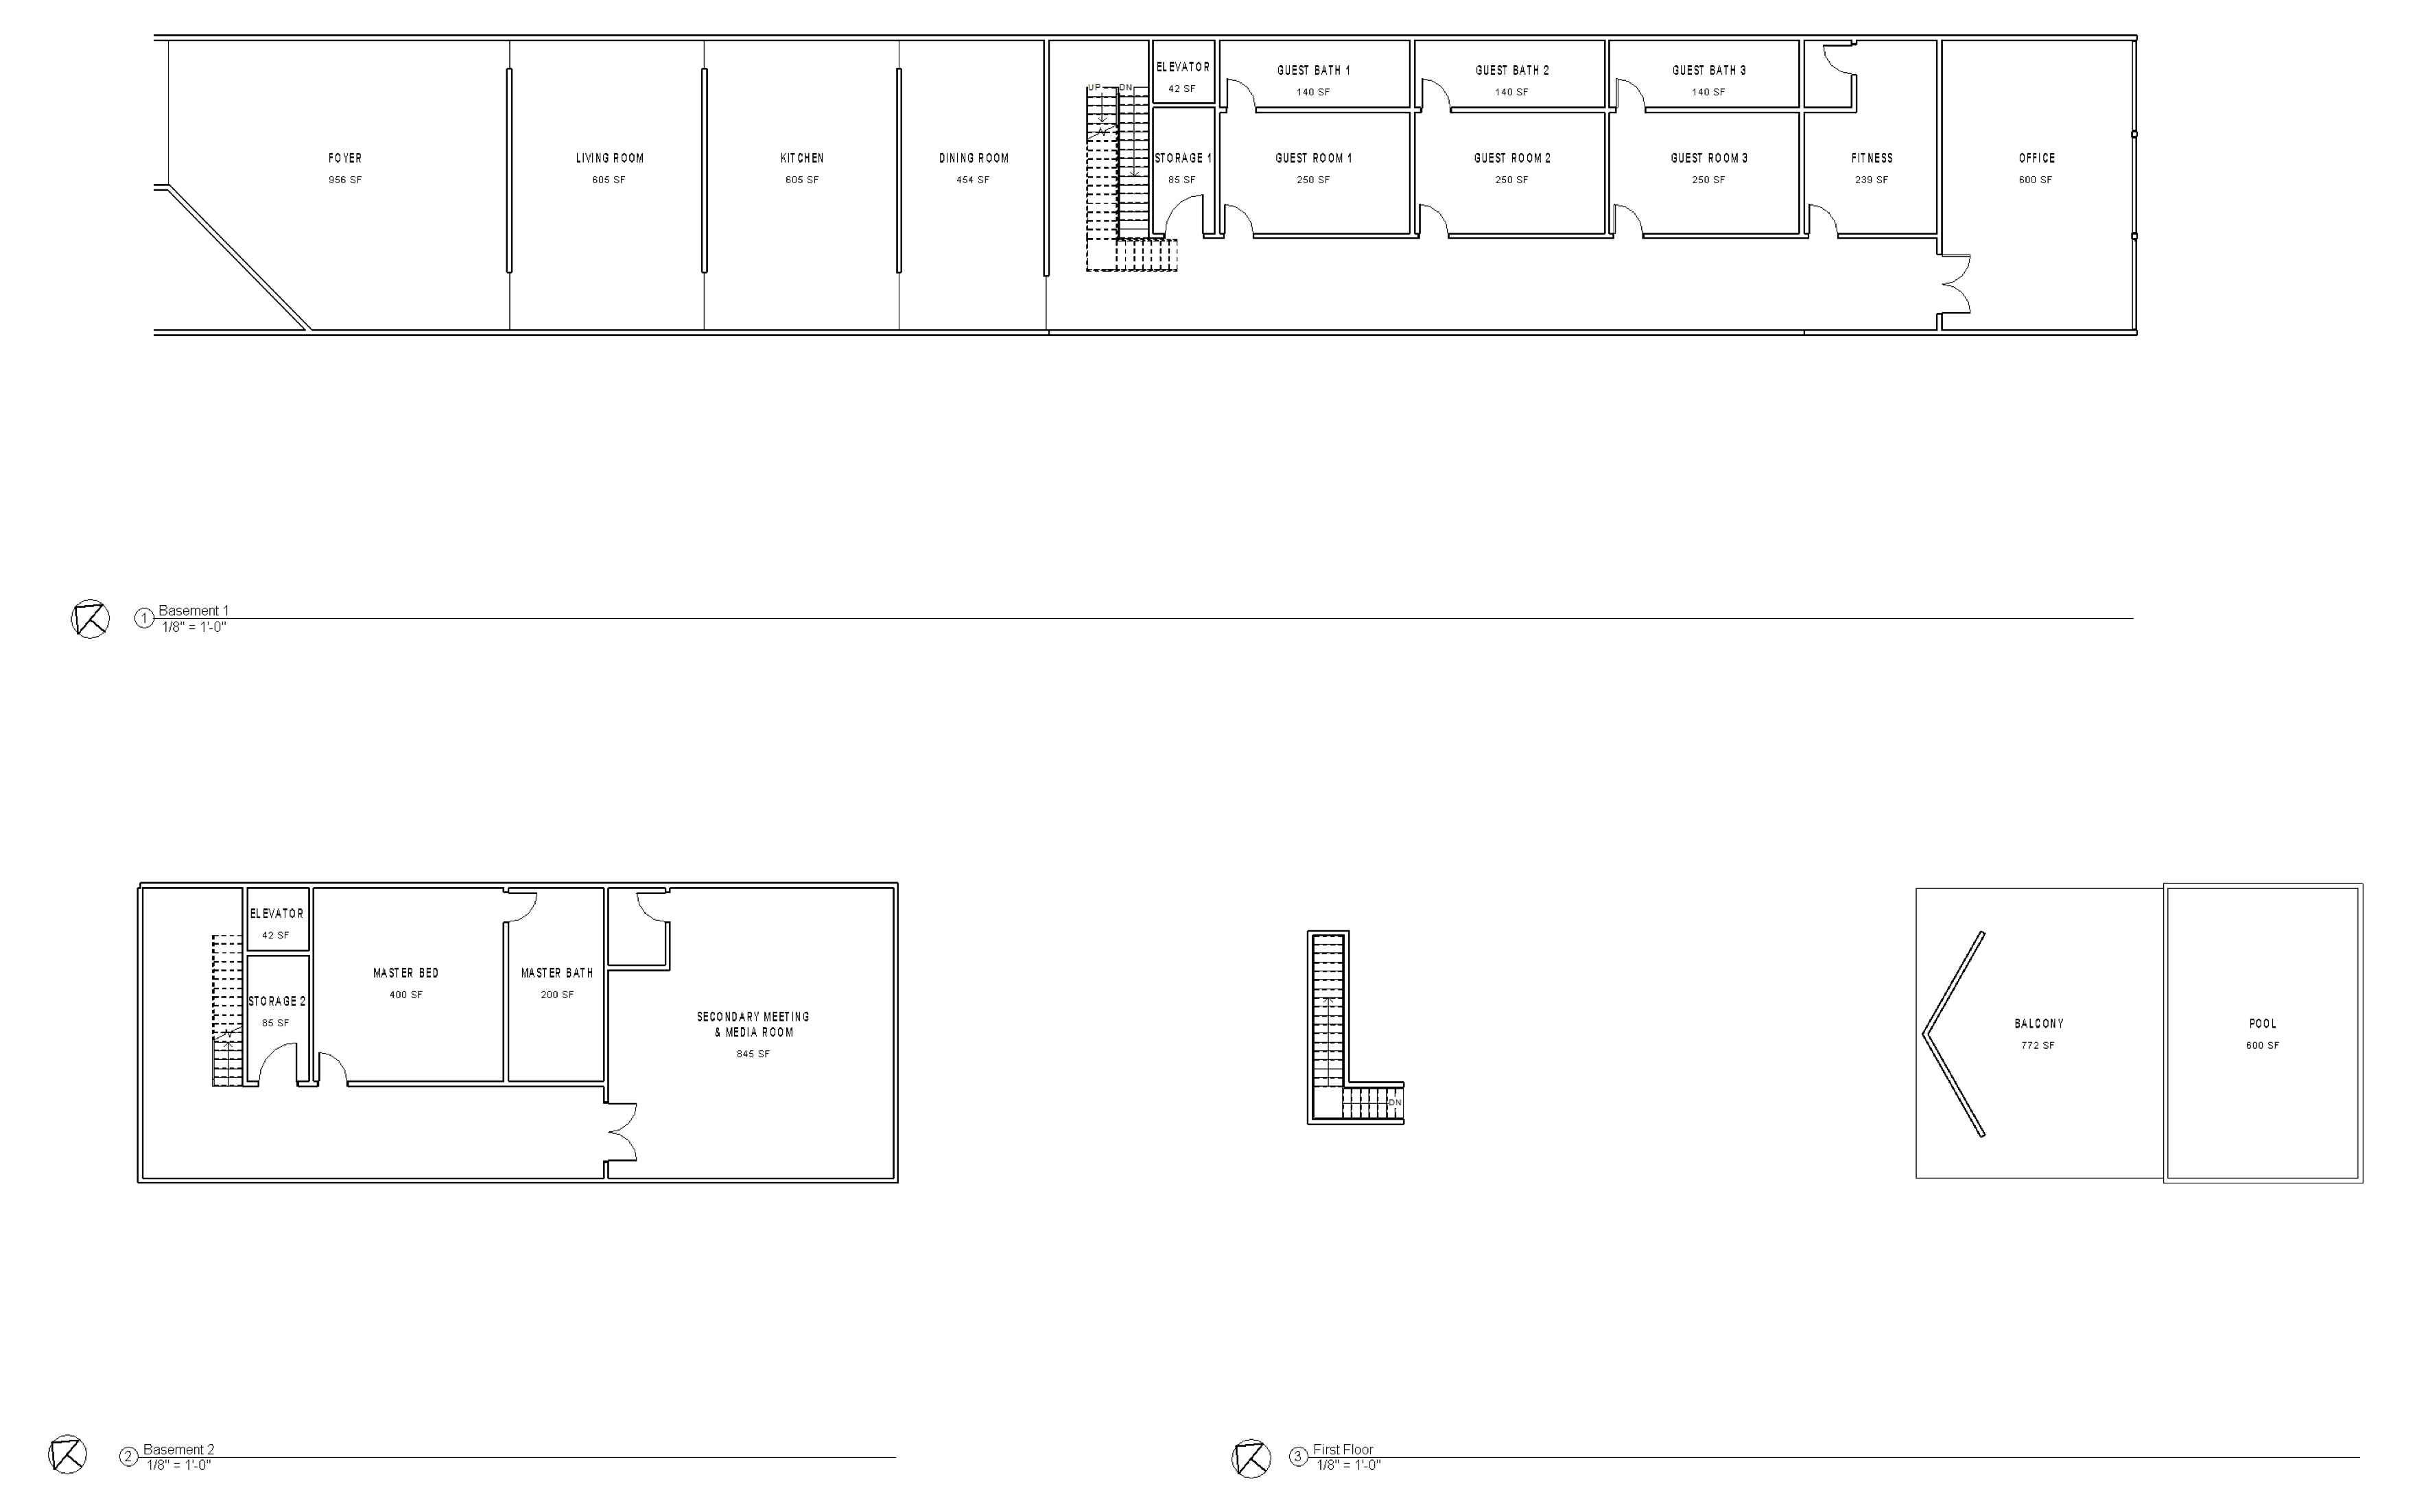 ELEVATOR
42 SF
GUEST BATH 1
140 SF
GUEST BATH 2
140 SF
GUEST BATH 3
140 SF
UP
DN
FOYER
956 SF
LIVING ROOM
605 SF
KITCHEN
605 SF
DINING ROOM
454 SF
STORAGE 1
85 SF
GUEST ROOM 1
250 SF
GUEST ROOM 2
250 SF
GUEST ROOM 3
250 SF
FITNESS
239 SF
OFFICE
600 SF
1
Basement 1
1/8" = 1'-0"
ELEVATOR
42 SF
MASTER BED
400 SF
MASTER BATH
200 SF
STORAGE 2
85 SF
SECONDARY MEETING
& MEDIA ROOM
845 SF
DN
BALCONY
772 SF
POOL
600 SF
2
Basement 2
1/8" = 1'-0"
3
First Floor
1/8" = 1'-0"